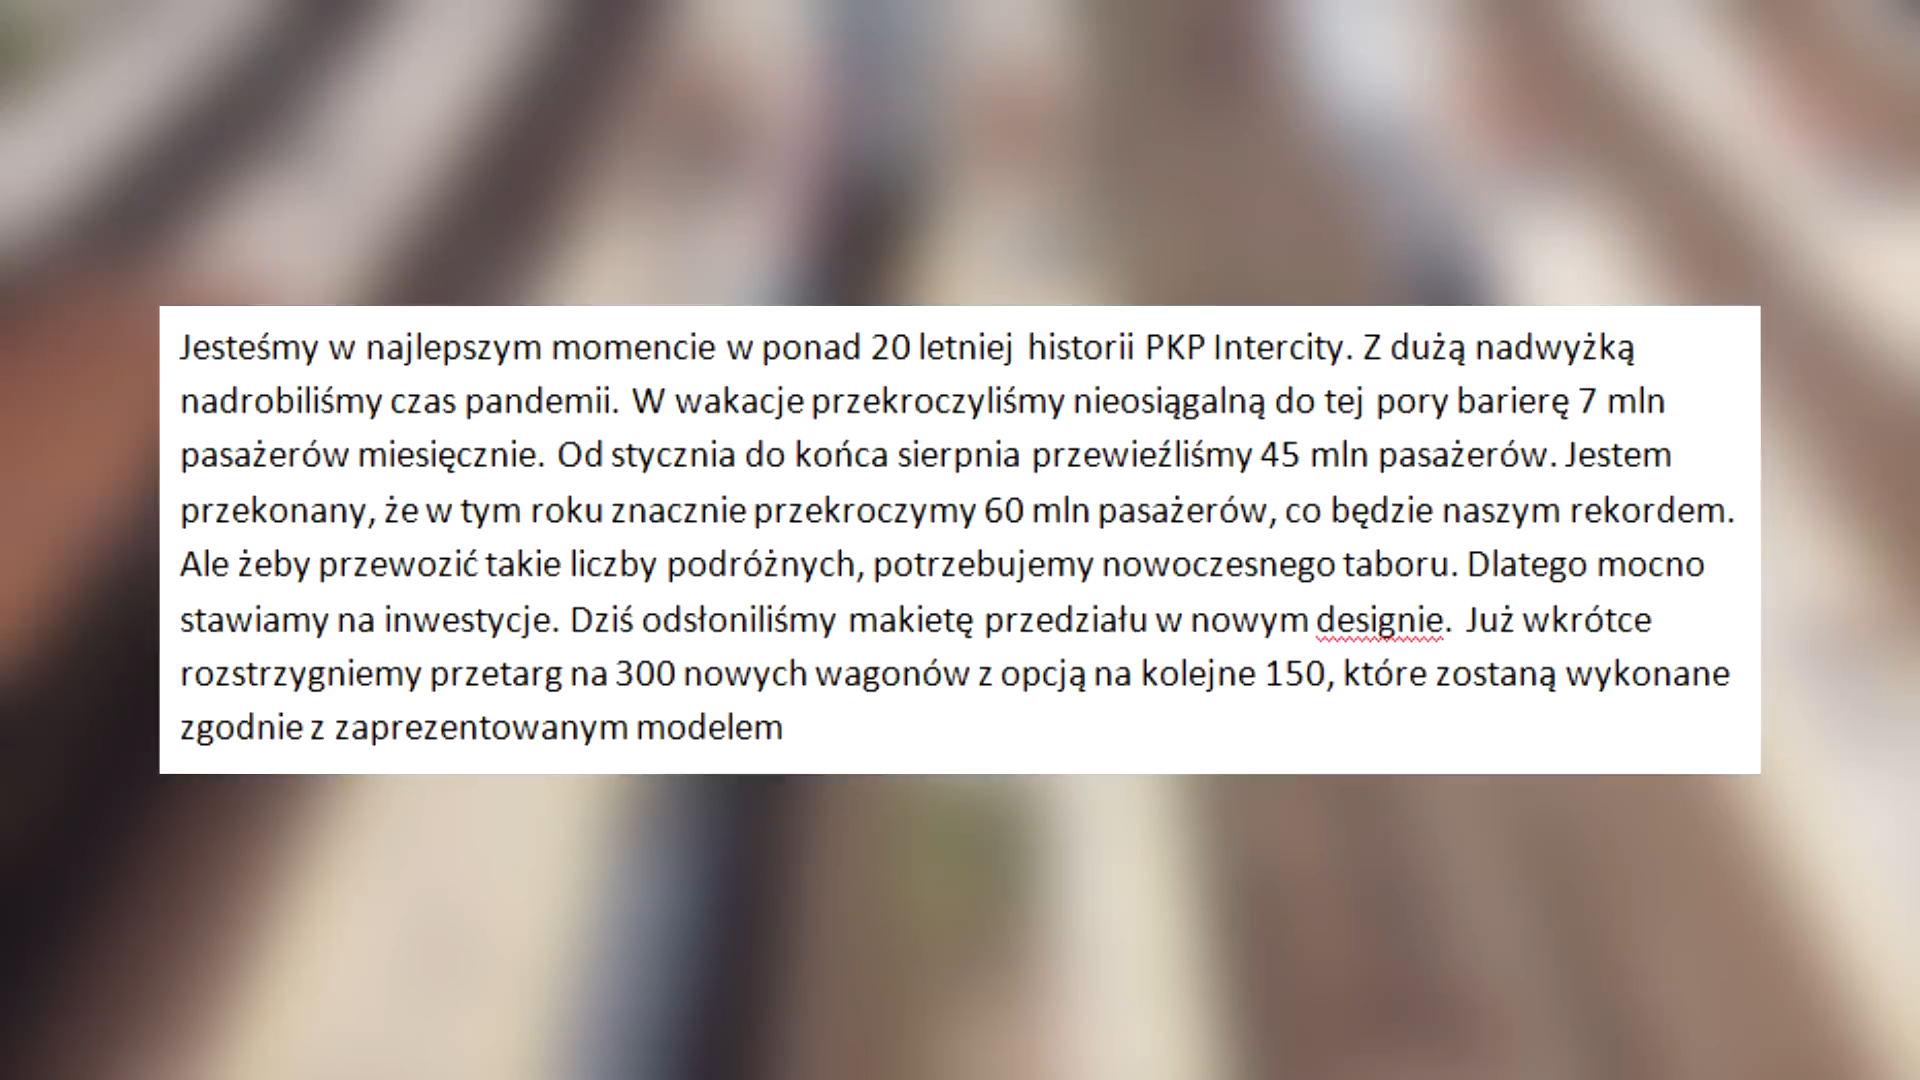 Jesteśmy w najlepszym momencie w ponad 20 letniej historii PKP Intercity. Z dużą nadwyżką
nadrobiliśmy czas pandemii. W wakacje przekroczyliśmy nieosiągalną do tej pory barierę 7 mln
pasażerów miesięcznie. Od stycznia do końca sierpnia przewieźliśmy 45 mln pasażerów. Jestem
przekonany, że w tym roku znacznie przekroczymy 60 mln pasażerów, co będzie naszym rekordem.
Ale żeby przewozić takie liczby podróżnych, potrzebujemy nowoczesnego taboru. Dlatego mocno
stawiamy na inwestycje. Dziś odsłoniliśmy makietę przedziału w nowym designie. Już wkrótce
rozstrzygniemy przetarg na 300 nowych wagonów z opcją na kolejne 150, które zostaną wykonane
zgodnie z zaprezentowanym modelem